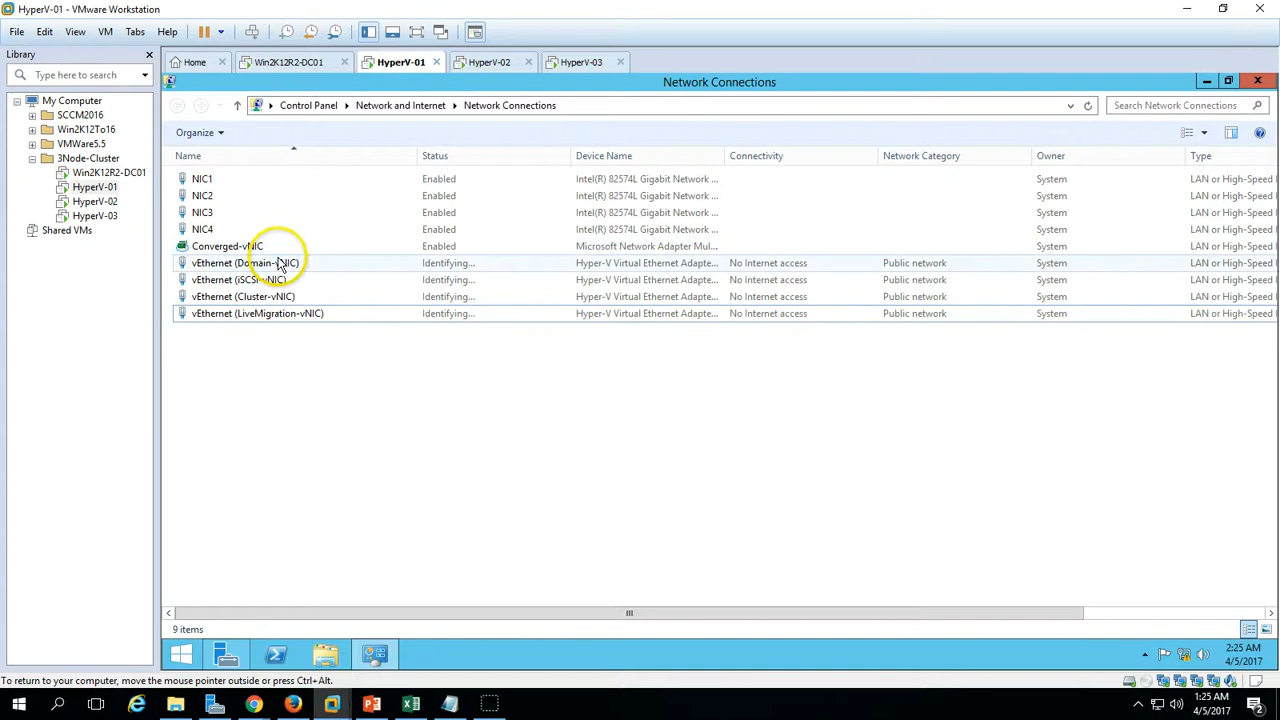 HyperV-01 - VMware Workstation
File Edit View VM Tabs Help
Library
Type here to search
My Computer
SCCM2016
Win2K12To16
VMWare5.5
3Node-Cluster
Win2K12R2-DC01
HyperV-01
HyperV-02
HyperV-03
Shared VMs
Home Win2K12R2-DC01 HyperV-01 HyperV-02 HyperV-03
Network Connections
Control Panel Network and Internet Network Connections Search Network Connections
Organize
Name Status Device Name Connectivity Network Category Owner Type
NIC1 Enabled Intel(R) 82574L Gigabit Network ... System LAN or High-Speed I
NIC2 Enabled Intel(R) 82574L Gigabit Network ... System LAN or High-Speed I
NIC3 Enabled Intel(R) 82574L Gigabit Network ... System LAN or High-Speed I
NIC4 Enabled Intel(R) 82574L Gigabit Network ... System LAN or High-Speed I
Converged-vNIC Enabled Microsoft Network Adapter Mul... System LAN or High-Speed I
vEthernet (Domain-vNIC) Identifying... Hyper-V Virtual Ethernet Adapte... No Internet access Public network System LAN or High-Speed I
vEthernet (iSCSI-vNIC) Identifying... Hyper-V Virtual Ethernet Adapte... No Internet access Public network System LAN or High-Speed I
vEthernet (Cluster-vNIC) Identifying... Hyper-V Virtual Ethernet Adapte... No Internet access Public network System LAN or High-Speed I
vEthernet (LiveMigration-vNIC) Identifying... Hyper-V Virtual Ethernet Adapte... No Internet access Public network System LAN or High-Speed I
9 items
2:25 AM
4/5/2017
To return to your computer, move the mouse pointer outside or press Ctrl+Alt.
1:25 AM
4/5/2017
2